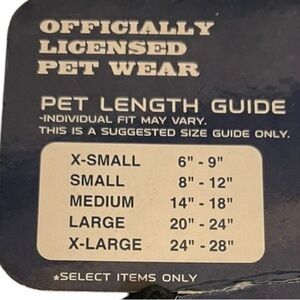 OFFICIALLY
LICENSED
PET WEAR
PET LENGTH GUIDE
-INDIVIDUAL FIT MAY VARY.
THIS IS A SUGGESTED SIZE GUIDE ONLY.
X-SMALL 6" - 9"
SMALL 8" - 12"
MEDIUM 14" - 18"
LARGE 20" - 24"
X-LARGE 24" - 28"
*SELECT ITEMS ONLY